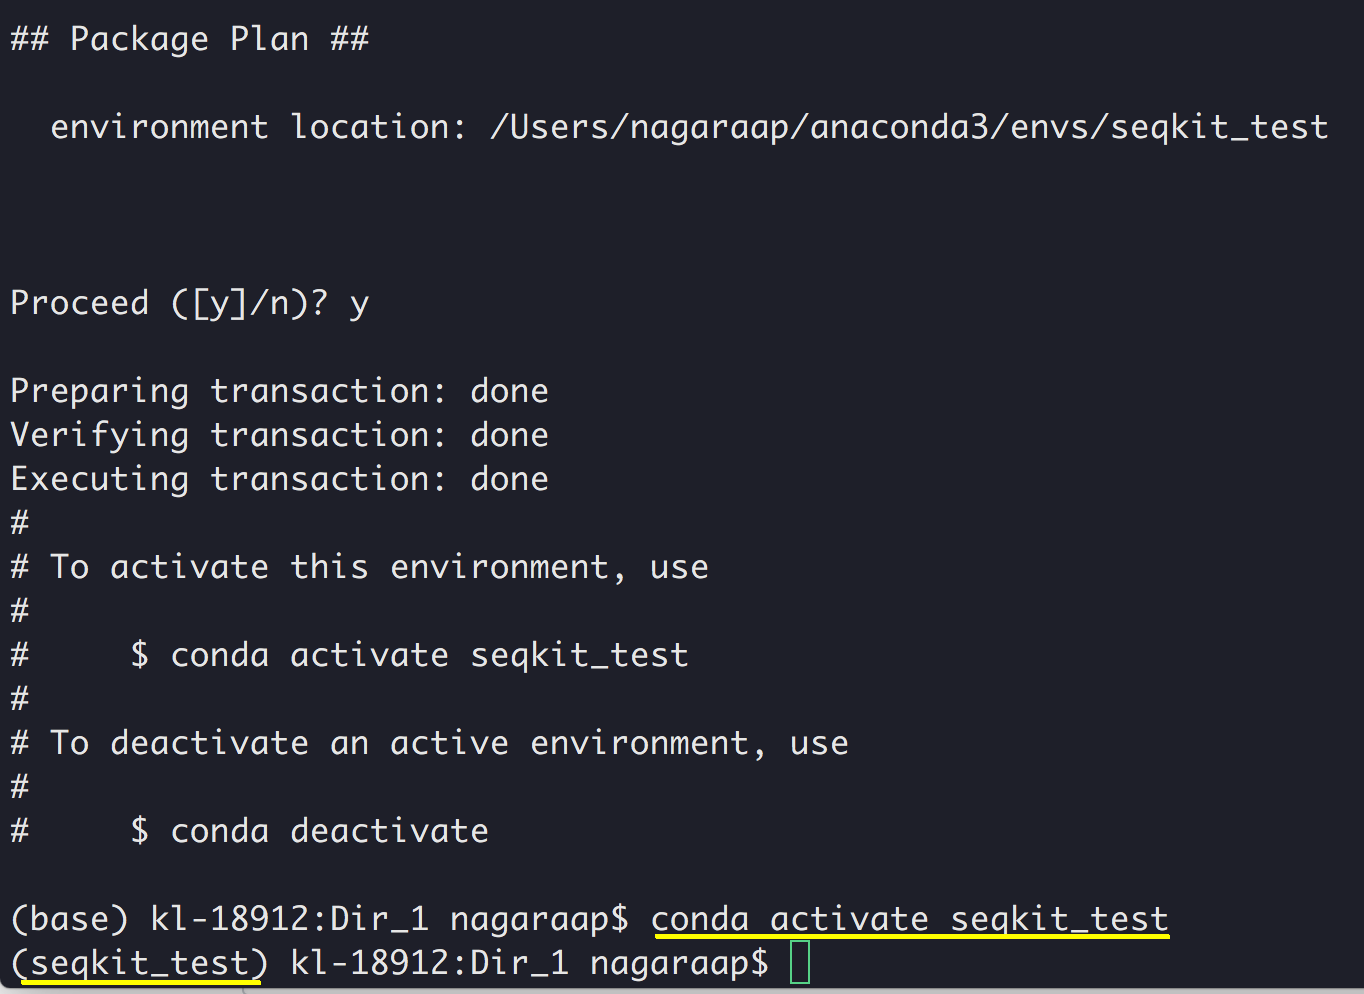 ## Package Plan ##
environment location: /Users/nagaraap/anaconda3/envs/seqkit_test
Proceed ([y]/n)? y
Preparing transaction: done
Verifying transaction: done
Executing transaction: done
#
# To activate this environment, use
#
#     $ conda activate seqkit_test
#
# To deactivate an active environment, use
#
#     $ conda deactivate
(base) kl-18912:Dir_1 nagaraap$ conda activate seqkit_test
(seqkit_test) kl-18912:Dir_1 nagaraap$